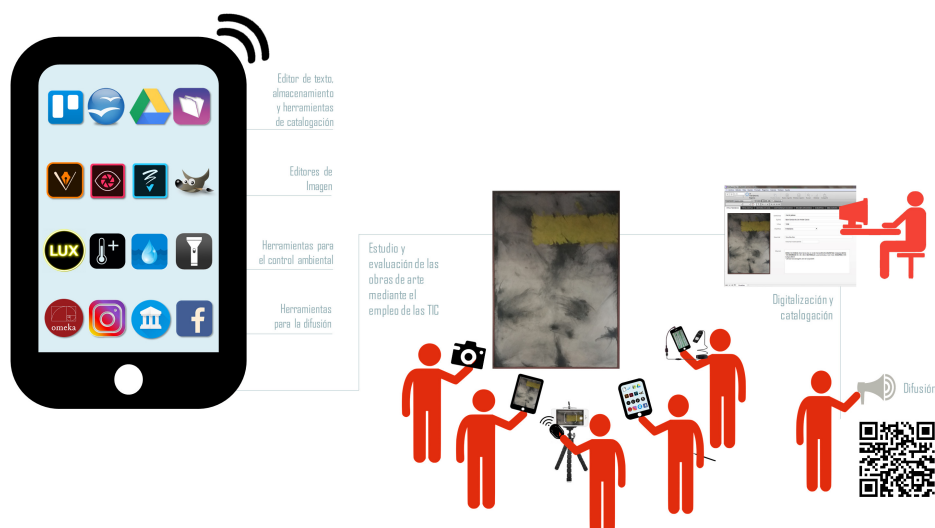 Editor de texto,
almacenamiento
y herramientas
de catalogación
Editores de
Imagen
LUX
Herramientas para
el control ambiental
omeka
Herramientas
para la difusión
Estudio y
evaluación de las
obras de arte
mediante el
empleo de las TIC
Digitalización y
catalogación
Difusión